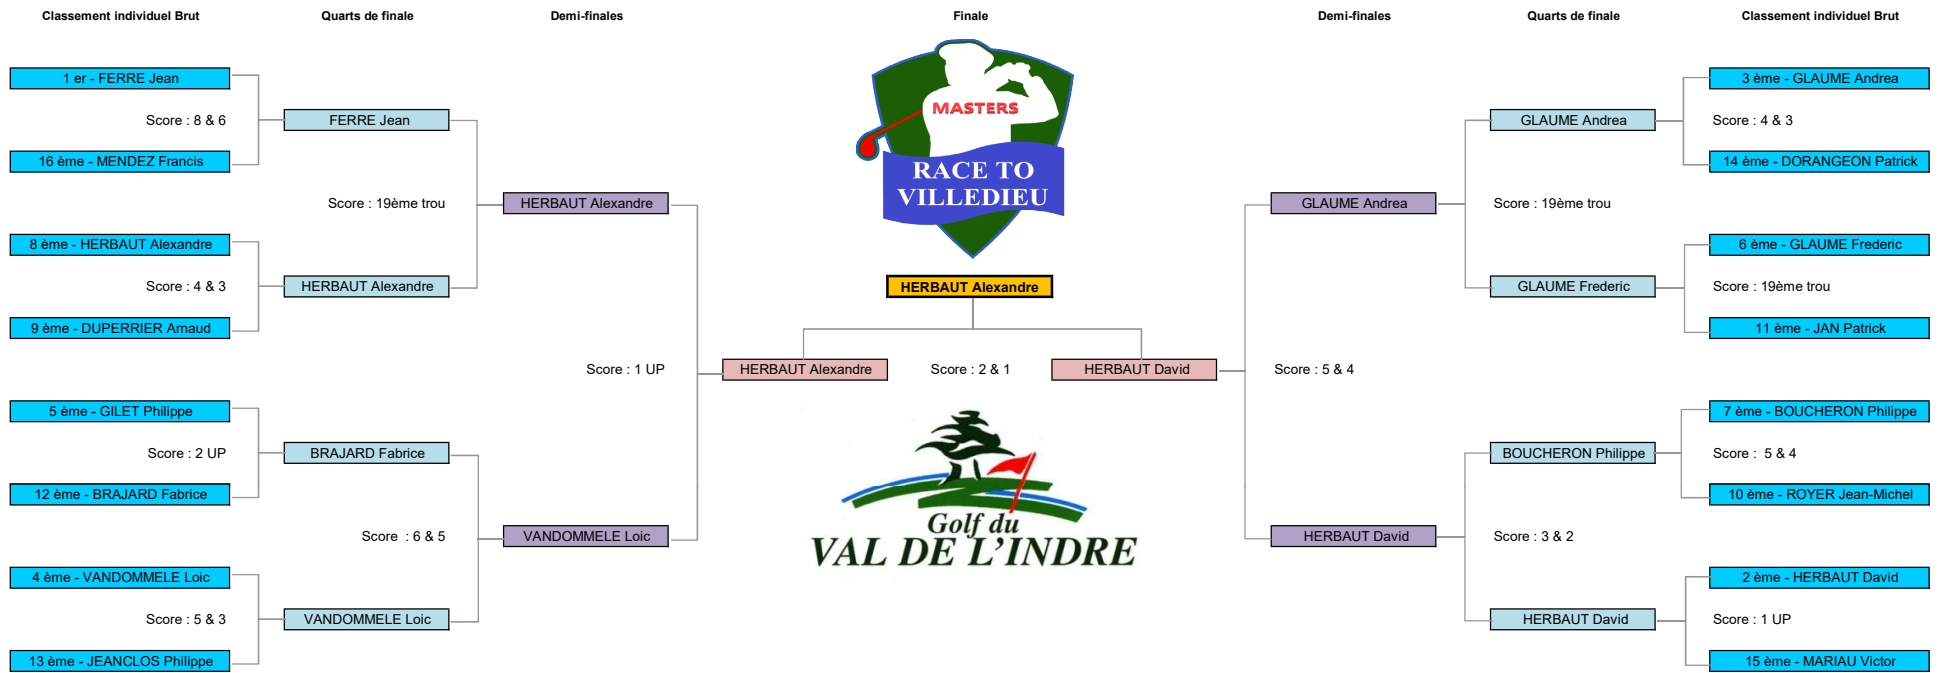 Classement individuel Brut
Quarts de finale
Demi-finales
Finale
Demi-finales
Quarts de finale
Classement individuel Brut
1 er - FERRE Jean
Score : 8 & 6
16 ème - MENDEZ Francis
FERRE Jean
Score : 19ème trou
8 ème - HERBAUT Alexandre
Score : 4 & 3
9 ème - DUPERRIER Arnaud
HERBAUT Alexandre
HERBAUT Alexandre
Score : 1 UP
5 ème - GILET Philippe
Score : 2 UP
12 ème - BRAJARD Fabrice
BRAJARD Fabrice
Score : 6 & 5
4 ème - VANDOMMELE Loic
Score : 5 & 3
13 ème - JEANCLOS Philippe
VANDOMMELE Loic
VANDOMMELE Loic
MASTERS
RACE TO
VILLEDIEU
HERBAUT Alexandre
HERBAUT Alexandre
Score : 2 & 1
HERBAUT David
Golf du
VAL DE L'INDRE
GLAUME Andrea
Score : 5 & 4
HERBAUT David
GLAUME Andrea
Score : 19ème trou
GLAUME Frederic
BOUCHERON Philippe
Score : 3 & 2
HERBAUT David
3 ème - GLAUME Andrea
Score : 4 & 3
14 ème - DORANGEON Patrick
6 ème - GLAUME Frederic
Score : 19ème trou
11 ème - JAN Patrick
7 ème - BOUCHERON Philippe
Score : 5 & 4
10 ème - ROYER Jean-Michel
2 ème - HERBAUT David
Score : 1 UP
15 ème - MARIAU Victor